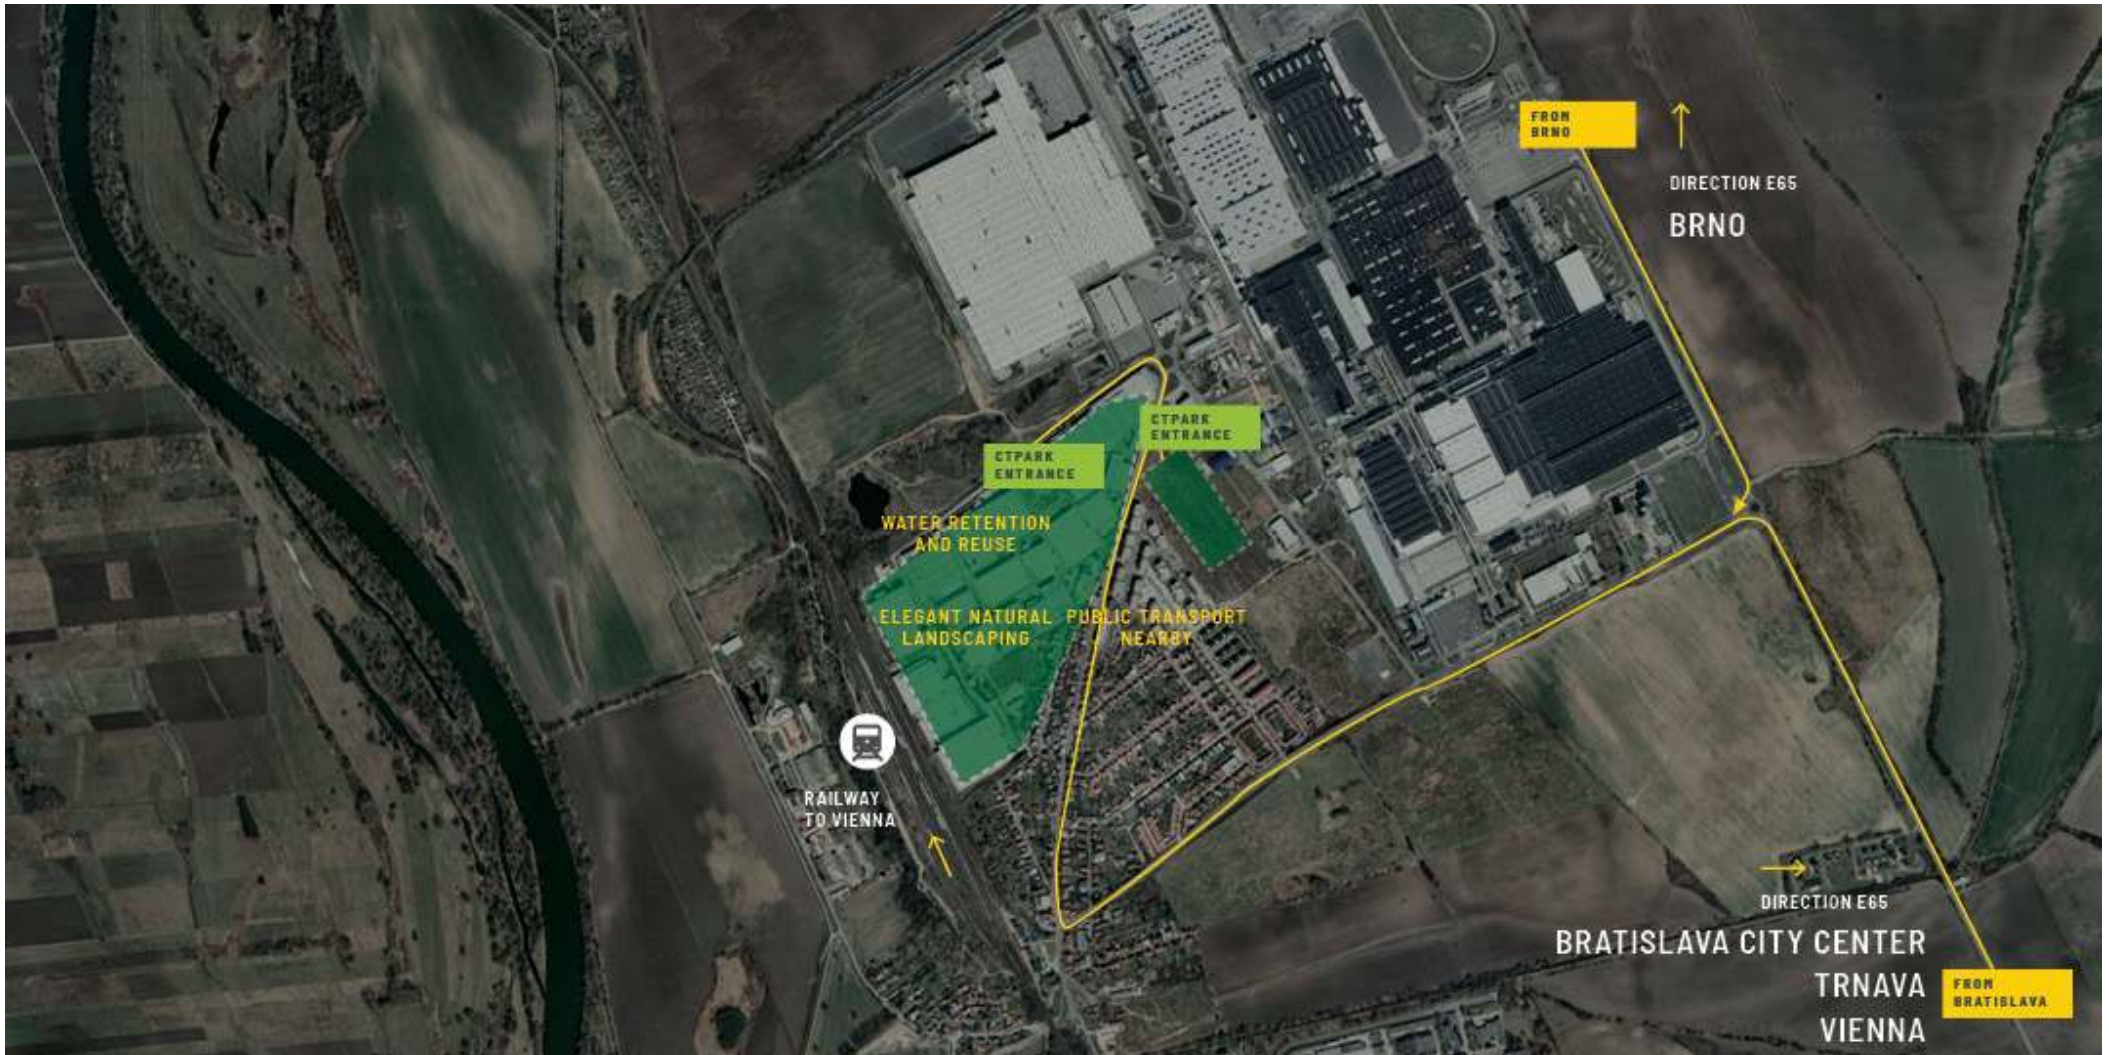 FROM
BRNO
DIRECTION E65
BRNO
CTPARK
ENTRANCE
CTPARK
ENTRANCE
WATER RETENTION
AND REUSE
ELEGANT NATURAL
LANDSCAPING
PUBLIC TRANSPORT
NEARBY
RAILWAY
TO VIENNA
DIRECTION E65
BRATISLAVA CITY CENTER
TRNAVA
VIENNA
FROM
BRATISLAVA